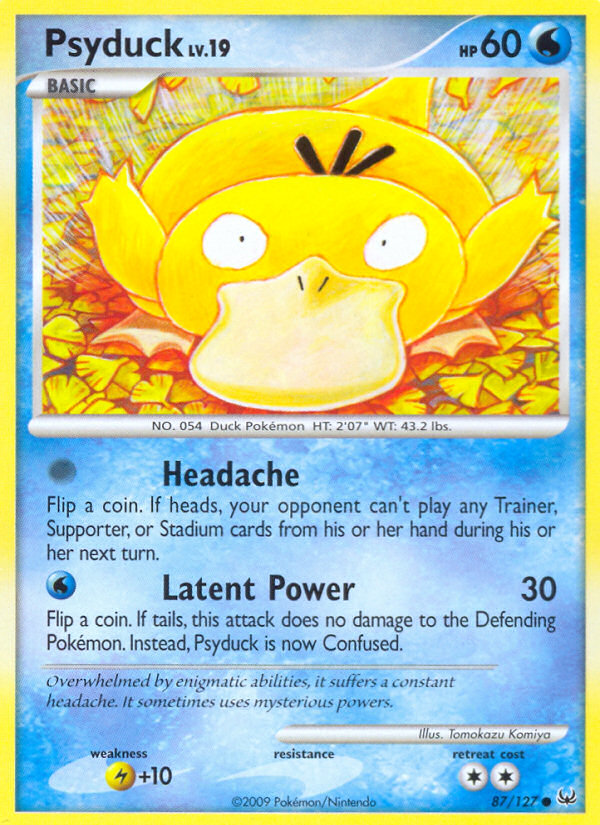 Psyduck LV.19 HP 60
BASIC
NO. 054 Duck Pokémon HT: 2'07" WT: 43.2 lbs.
Headache
Flip a coin. If heads, your opponent can't play any Trainer,
Supporter, or Stadium cards from his or her hand during his or
her next turn.
Latent Power 30
Flip a coin. If tails, this attack does no damage to the Defending
Pokémon. Instead, Psyduck is now Confused.
Overwhelmed by enigmatic abilities, it suffers a constant
headache. It sometimes uses mysterious powers.
Illus. Tomokazu Komiya
weakness resistance retreat cost
+10
©2009 Pokémon/Nintendo 87/127